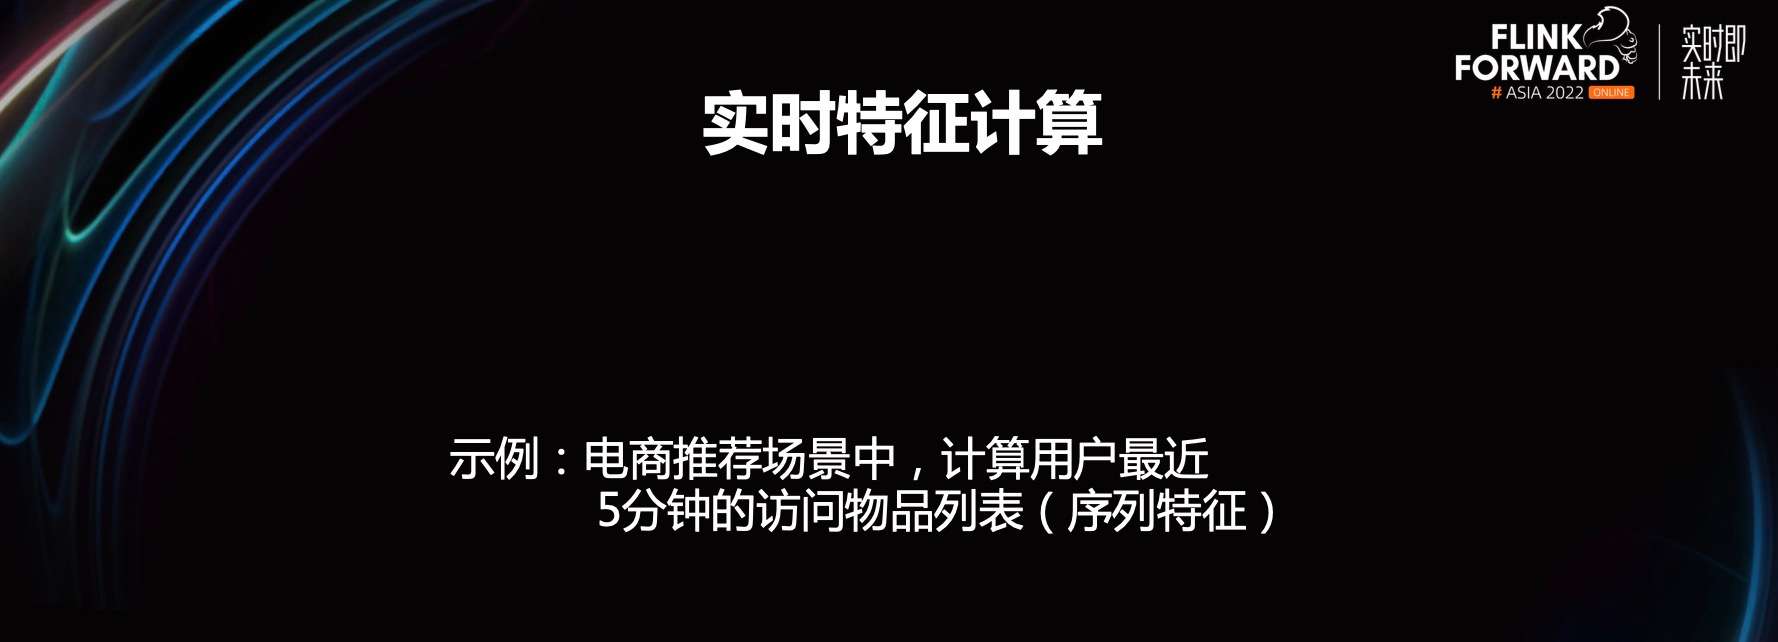 FLINK
FORWARD
# ASIA 2022 ONLINE
实时即
未来
实时特征计算
示例：电商推荐场景中，计算用户最近
5分钟的访问物品列表（序列特征）